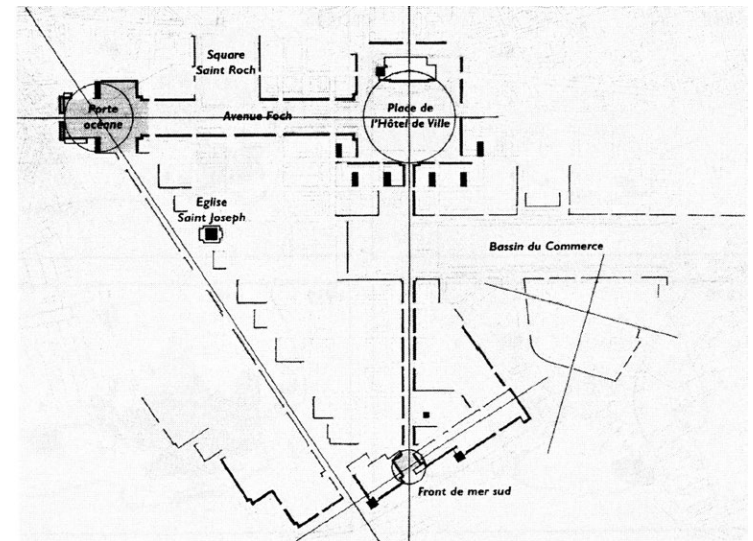 Square
Saint Roch
Porte
océane
Avenue Foch
Place de
l'Hôtel de Ville
Eglise
Saint Joseph
Bassin du Commerce
Front de mer sud